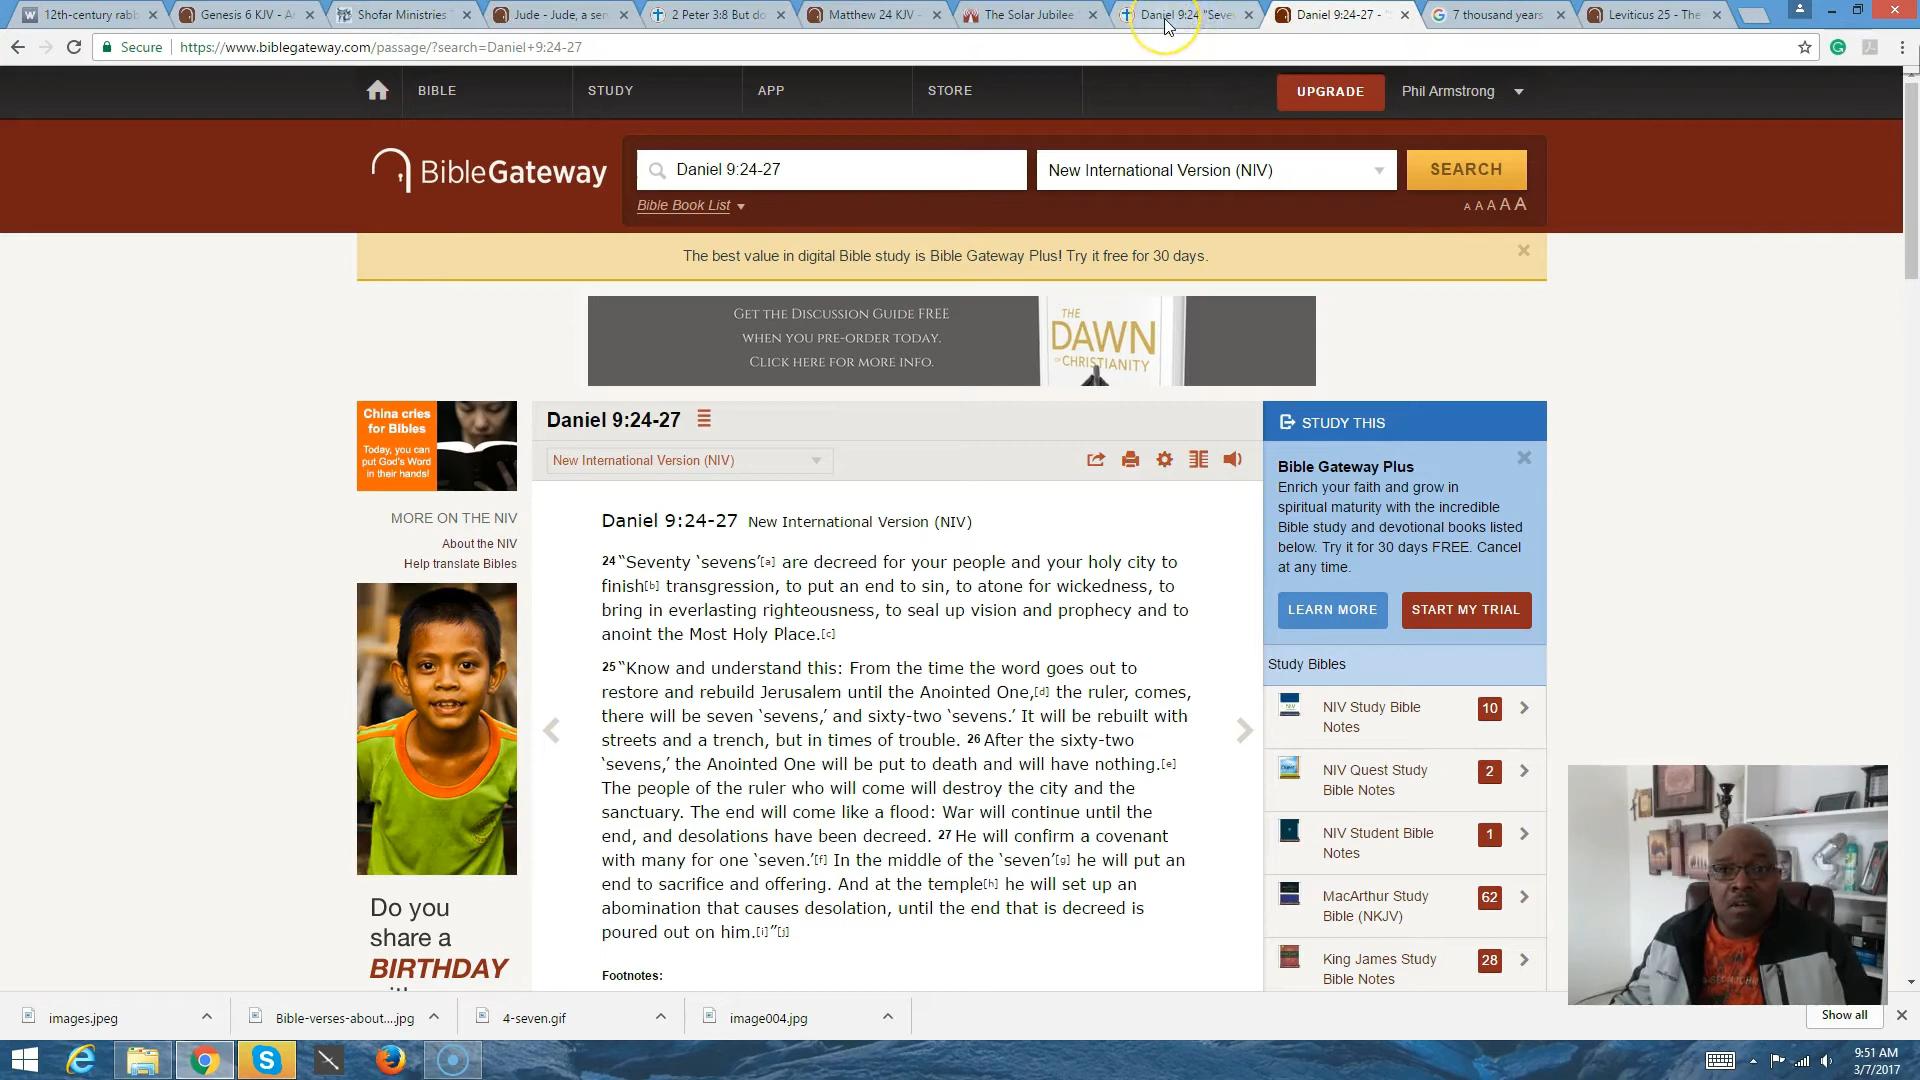 12th-century rabb
Genesis 6 KJV - A
Shofar Ministries
Jude - Jude, a ser
2 Peter 3:8 But do
Matthew 24 KJV -
The Solar Jubilee
Daniel 9:24 "Seve
Daniel 9:24-27 -
7 thousand years
Leviticus 25 - The
Secure
https://www.biblegateway.com/passage/?search=Daniel+9:24-27
BIBLE
STUDY
APP
STORE
UPGRADE
Phil Armstrong
BibleGateway
Daniel 9:24-27
New International Version (NIV)
SEARCH
Bible Book List
A A A A A
The best value in digital Bible study is Bible Gateway Plus! Try it free for 30 days.
GET THE DISCUSSION GUIDE FREE
WHEN YOU PRE-ORDER TODAY.
CLICK HERE FOR MORE INFO.
THE
DAWN
OF CHRISTIANITY
China cries
for Bibles
Today, you can
put God's Word
in their hands!
MORE ON THE NIV
About the NIV
Help translate Bibles
Do you
share a
BIRTHDAY
Daniel 9:24-27
New International Version (NIV)
Daniel 9:24-27 New International Version (NIV)
24 “Seventy ‘sevens’[a] are decreed for your people and your holy city to
finish[b] transgression, to put an end to sin, to atone for wickedness, to
bring in everlasting righteousness, to seal up vision and prophecy and to
anoint the Most Holy Place.[c]
25 “Know and understand this: From the time the word goes out to
restore and rebuild Jerusalem until the Anointed One,[d] the ruler, comes,
there will be seven ‘sevens,’ and sixty-two ‘sevens.’ It will be rebuilt with
streets and a trench, but in times of trouble. 26 After the sixty-two
‘sevens,’ the Anointed One will be put to death and will have nothing.[e]
The people of the ruler who will come will destroy the city and the
sanctuary. The end will come like a flood: War will continue until the
end, and desolations have been decreed. 27 He will confirm a covenant
with many for one ‘seven.’[f] In the middle of the ‘seven’[g] he will put an
end to sacrifice and offering. And at the temple[h] he will set up an
abomination that causes desolation, until the end that is decreed is
poured out on him.[i]”[j]
Footnotes:
STUDY THIS
Bible Gateway Plus
Enrich your faith and grow in
spiritual maturity with the incredible
Bible study and devotional books listed
below. Try it for 30 days FREE. Cancel
at any time.
LEARN MORE
START MY TRIAL
Study Bibles
NIV Study Bible
Notes
10
NIV Quest Study
Bible Notes
2
NIV Student Bible
Notes
1
MacArthur Study
Bible (NKJV)
62
King James Study
Bible Notes
28
images.jpeg
Bible-verses-about....jpg
4-seven.gif
image004.jpg
Show all
9:51 AM
3/7/2017